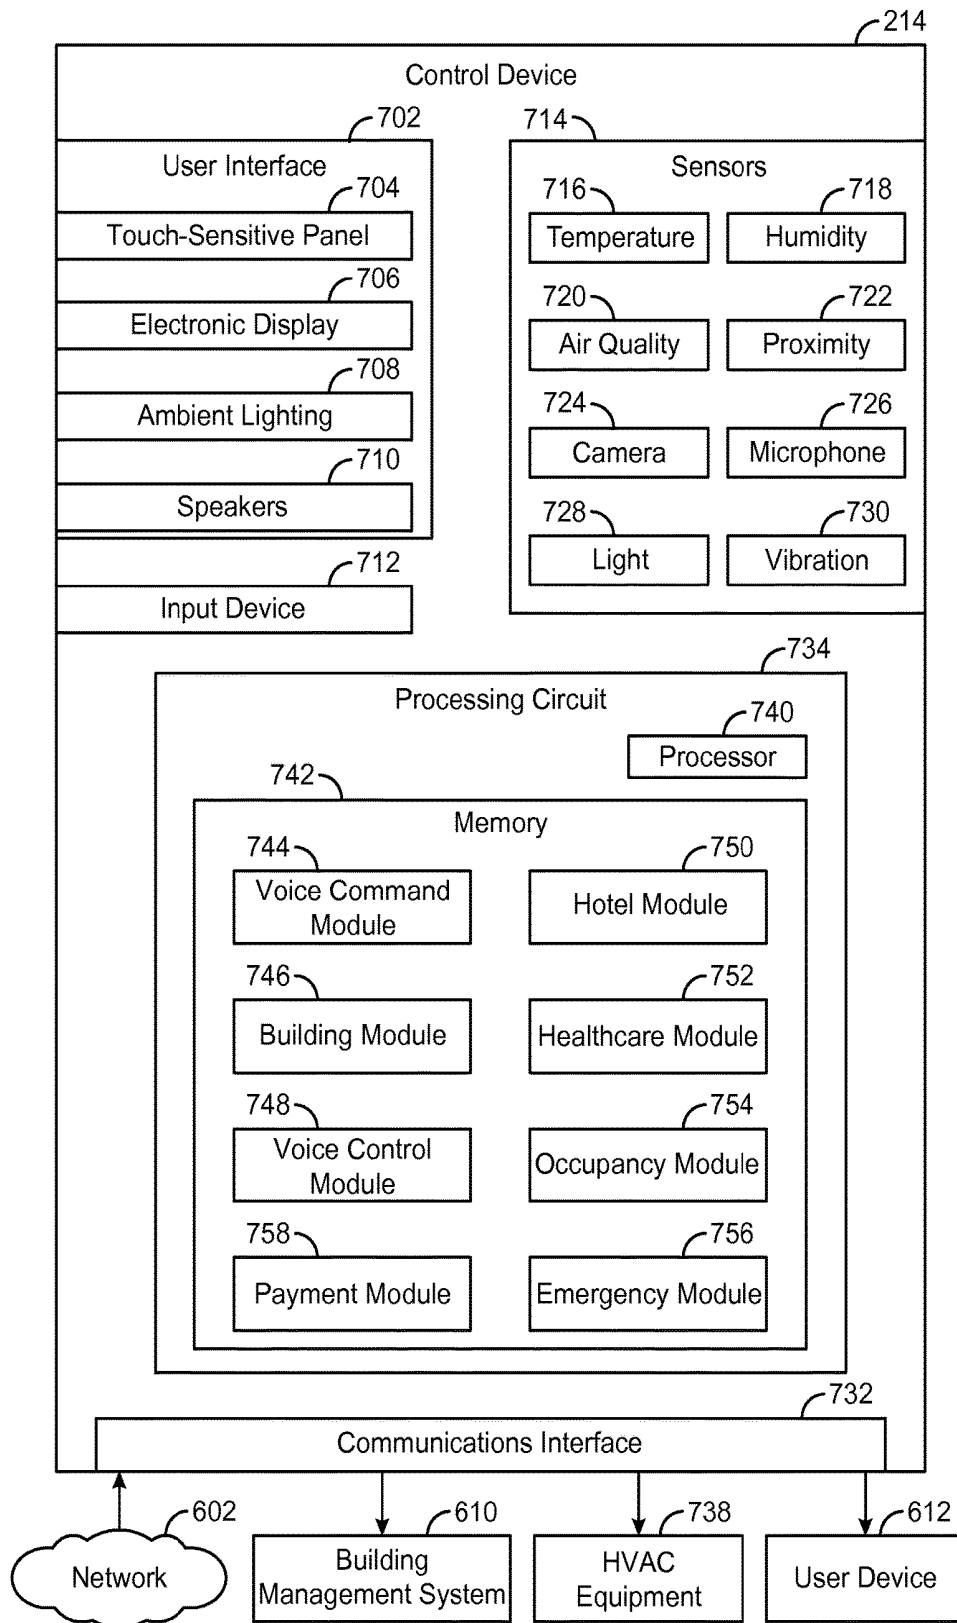 214
Control Device
702
User Interface
704
Touch-Sensitive Panel
706
Electronic Display
708
Ambient Lighting
710
Speakers
712
Input Device
714
Sensors
716
Temperature
718
Humidity
720
Air Quality
722
Proximity
724
Camera
726
Microphone
728
Light
730
Vibration
734
Processing Circuit
740
Processor
742
Memory
744
Voice Command
Module
750
Hotel Module
746
Building Module
752
Healthcare Module
748
Voice Control
Module
754
Occupancy Module
758
Payment Module
756
Emergency Module
732
Communications Interface
602
Network
610
Building
Management System
738
HVAC
Equipment
612
User Device